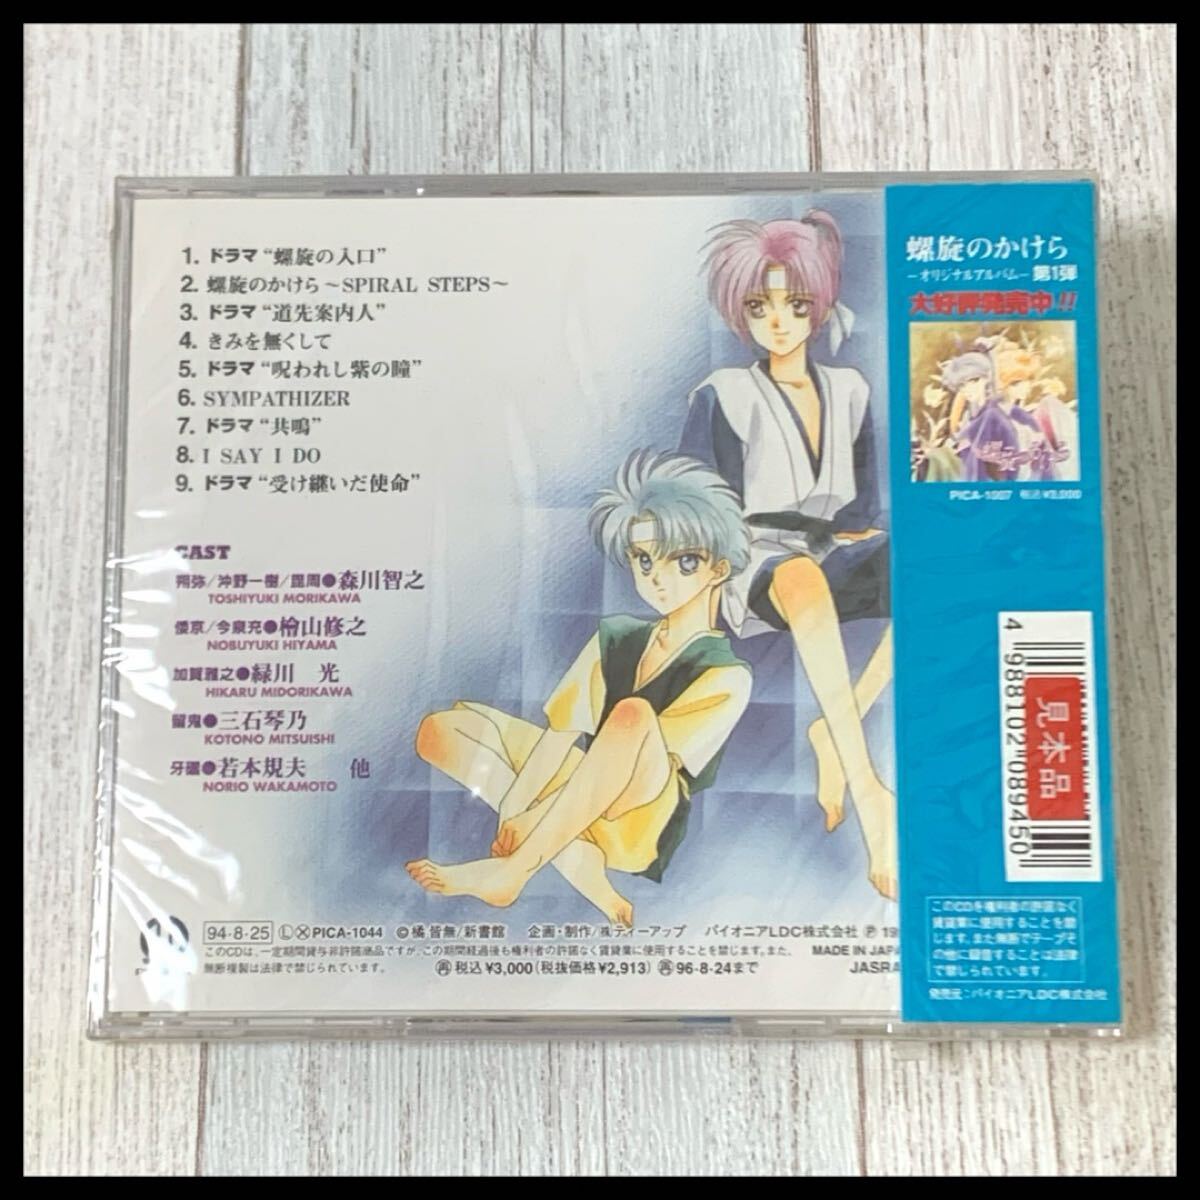 1. ドラマ“螺旋の入口”
2. 螺旋のかけら～SPIRAL STEPS～
3. ドラマ“道先案内人”
4. きみを無くして
5. ドラマ“呪われし紫の瞳”
6. SYMPATHIZER
7. ドラマ“共鳴”
8. I SAY I DO
9. ドラマ“受け継いだ使命”
CAST
朔弥/沖野一樹/毘周●森川智之
TOSHIYUKI MORIKAWA
倭京/今泉充●檜山修之
NOBUYUKI HIYAMA
加賀雅之●緑川 光
HIKARU MIDORIKAWA
留鬼●三石琴乃
KOTONO MITSUISHI
●若本規夫 他
NORIO WAKAMOTO
94・8・25 Ⓛ Ⓧ PICA-1044 ©橘 皆無/新書館 企画・制作/㈱ティーアップ パイオニアLDC株式会社 Ⓟ
このCDは、一定期間貸与非許諾商品ですが、この期間経過後も権利者の許諾なく賃貸業に使用することを禁じます。また、
無断複製は法律で禁じられています。
MADE IN JAPA
㊢税込¥3,000(税抜価格¥2,913) ㊢96-8-24まで
JASRA
螺旋のかけら
－オリジナルアルバム－ 第1弾
大好評発売中!!
螺旋のかけら
PICA-1007 税込¥3,000
4 988102 089450
見本品
このCDを権利者の許諾なく
賃貸業に使用することを禁
じます。また無断でテープそ
の他に録音することは法律
で禁じられています。
発売元：パイオニアLDC株式会社